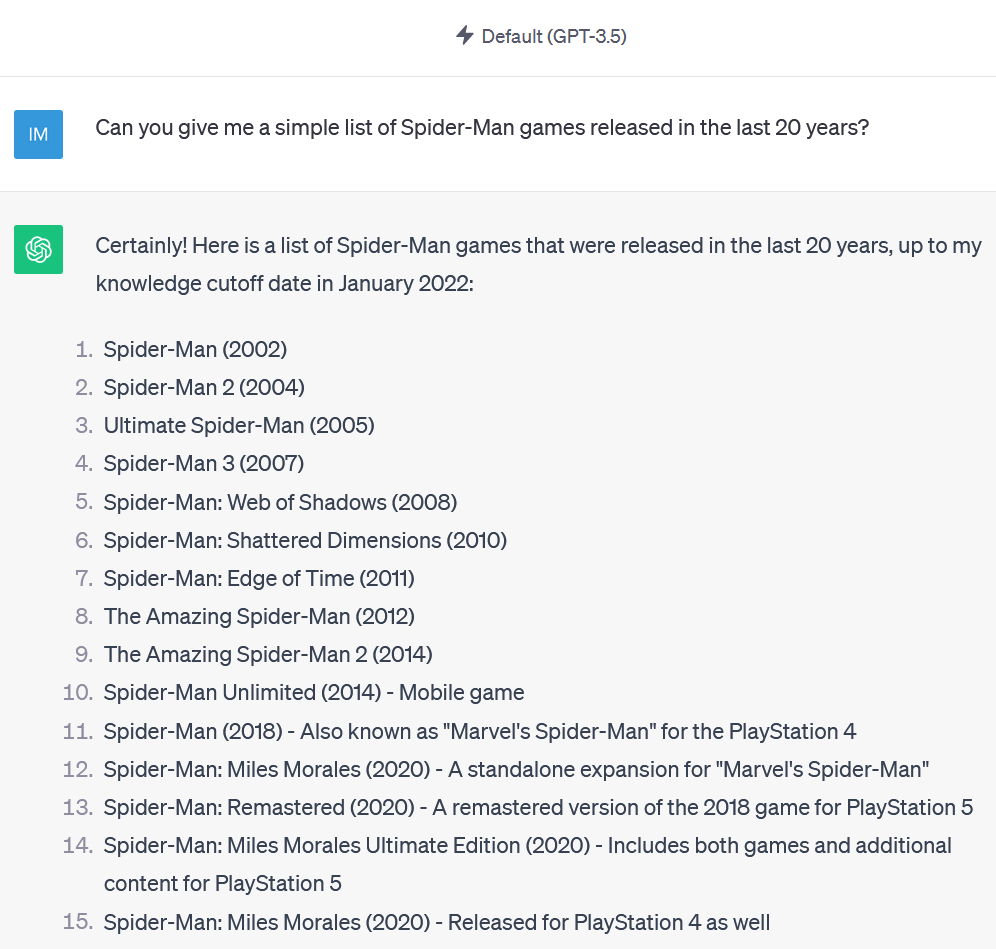 Default (GPT-3.5)
IM
Can you give me a simple list of Spider-Man games released in the last 20 years?
Certainly! Here is a list of Spider-Man games that were released in the last 20 years, up to my
knowledge cutoff date in January 2022:
1. Spider-Man (2002)
2. Spider-Man 2 (2004)
3. Ultimate Spider-Man (2005)
4. Spider-Man 3 (2007)
5. Spider-Man: Web of Shadows (2008)
6. Spider-Man: Shattered Dimensions (2010)
7. Spider-Man: Edge of Time (2011)
8. The Amazing Spider-Man (2012)
9. The Amazing Spider-Man 2 (2014)
10. Spider-Man Unlimited (2014) - Mobile game
11. Spider-Man (2018) - Also known as "Marvel's Spider-Man" for the PlayStation 4
12. Spider-Man: Miles Morales (2020) - A standalone expansion for "Marvel's Spider-Man"
13. Spider-Man: Remastered (2020) - A remastered version of the 2018 game for PlayStation 5
14. Spider-Man: Miles Morales Ultimate Edition (2020) - Includes both games and additional
content for PlayStation 5
15. Spider-Man: Miles Morales (2020) - Released for PlayStation 4 as well